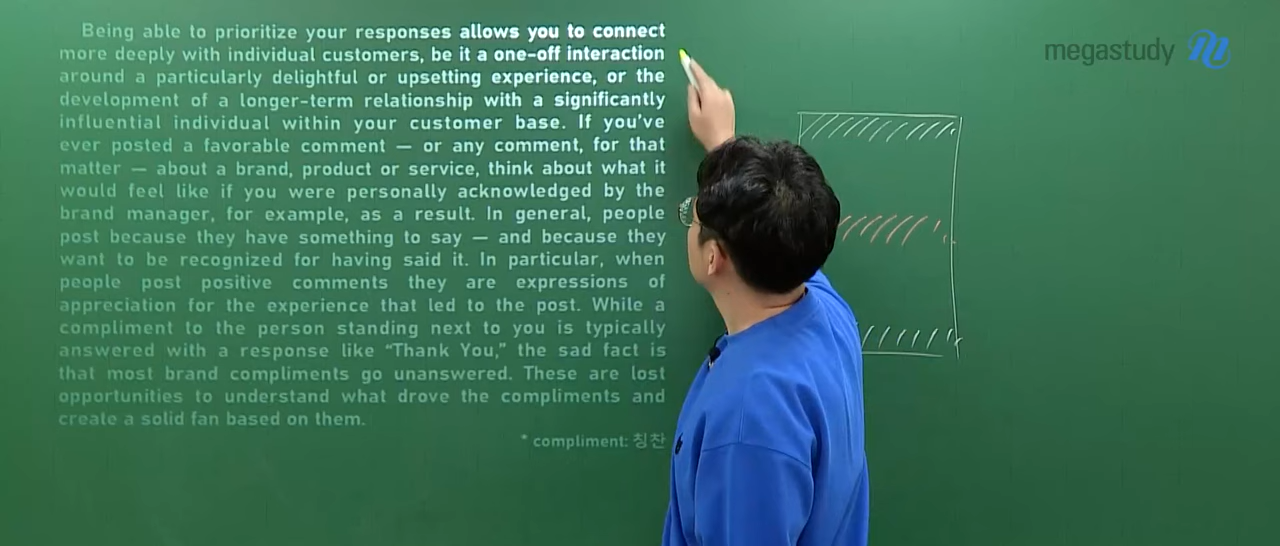 Being able to prioritize your responses allows you to connect
more deeply with individual customers, be it a one-off interaction
around a particularly delightful or upsetting experience, or the
development of a longer-term relationship with a significantly
influential individual within your customer base. If you've
ever posted a favorable comment — or any comment, for that
matter — about a brand, product or service, think about what it
would feel like if you were personally acknowledged by the
brand manager, for example, as a result. In general, people
post because they have something to say — and because they
want to be recognized for having said it. In particular, when
people post positive comments they are expressions of
appreciation for the experience that led to the post. While a
compliment to the person standing next to you is typically
answered with a response like “Thank You,” the sad fact is
that most brand compliments go unanswered. These are lost
opportunities to understand what drove the compliments and
create a solid fan based on them.
* compliment: 칭찬
megastudy